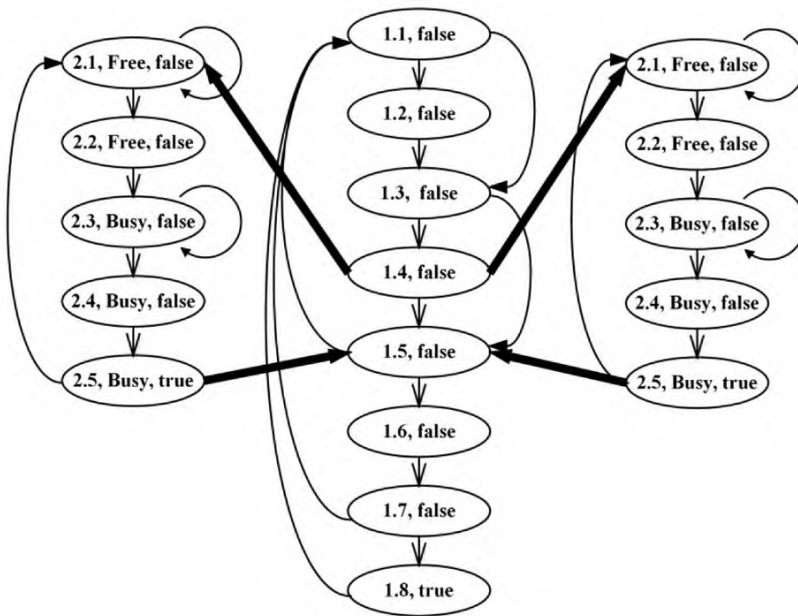 2.1, Free, false
2.2, Free, false
2.3, Busy, false
2.4, Busy, false
2.5, Busy, true
1.1, false
1.2, false
1.3, false
1.4, false
1.5, false
1.6, false
1.7, false
1.8, true
2.1, Free, false
2.2, Free, false
2.3, Busy, false
2.4, Busy, false
2.5, Busy, true